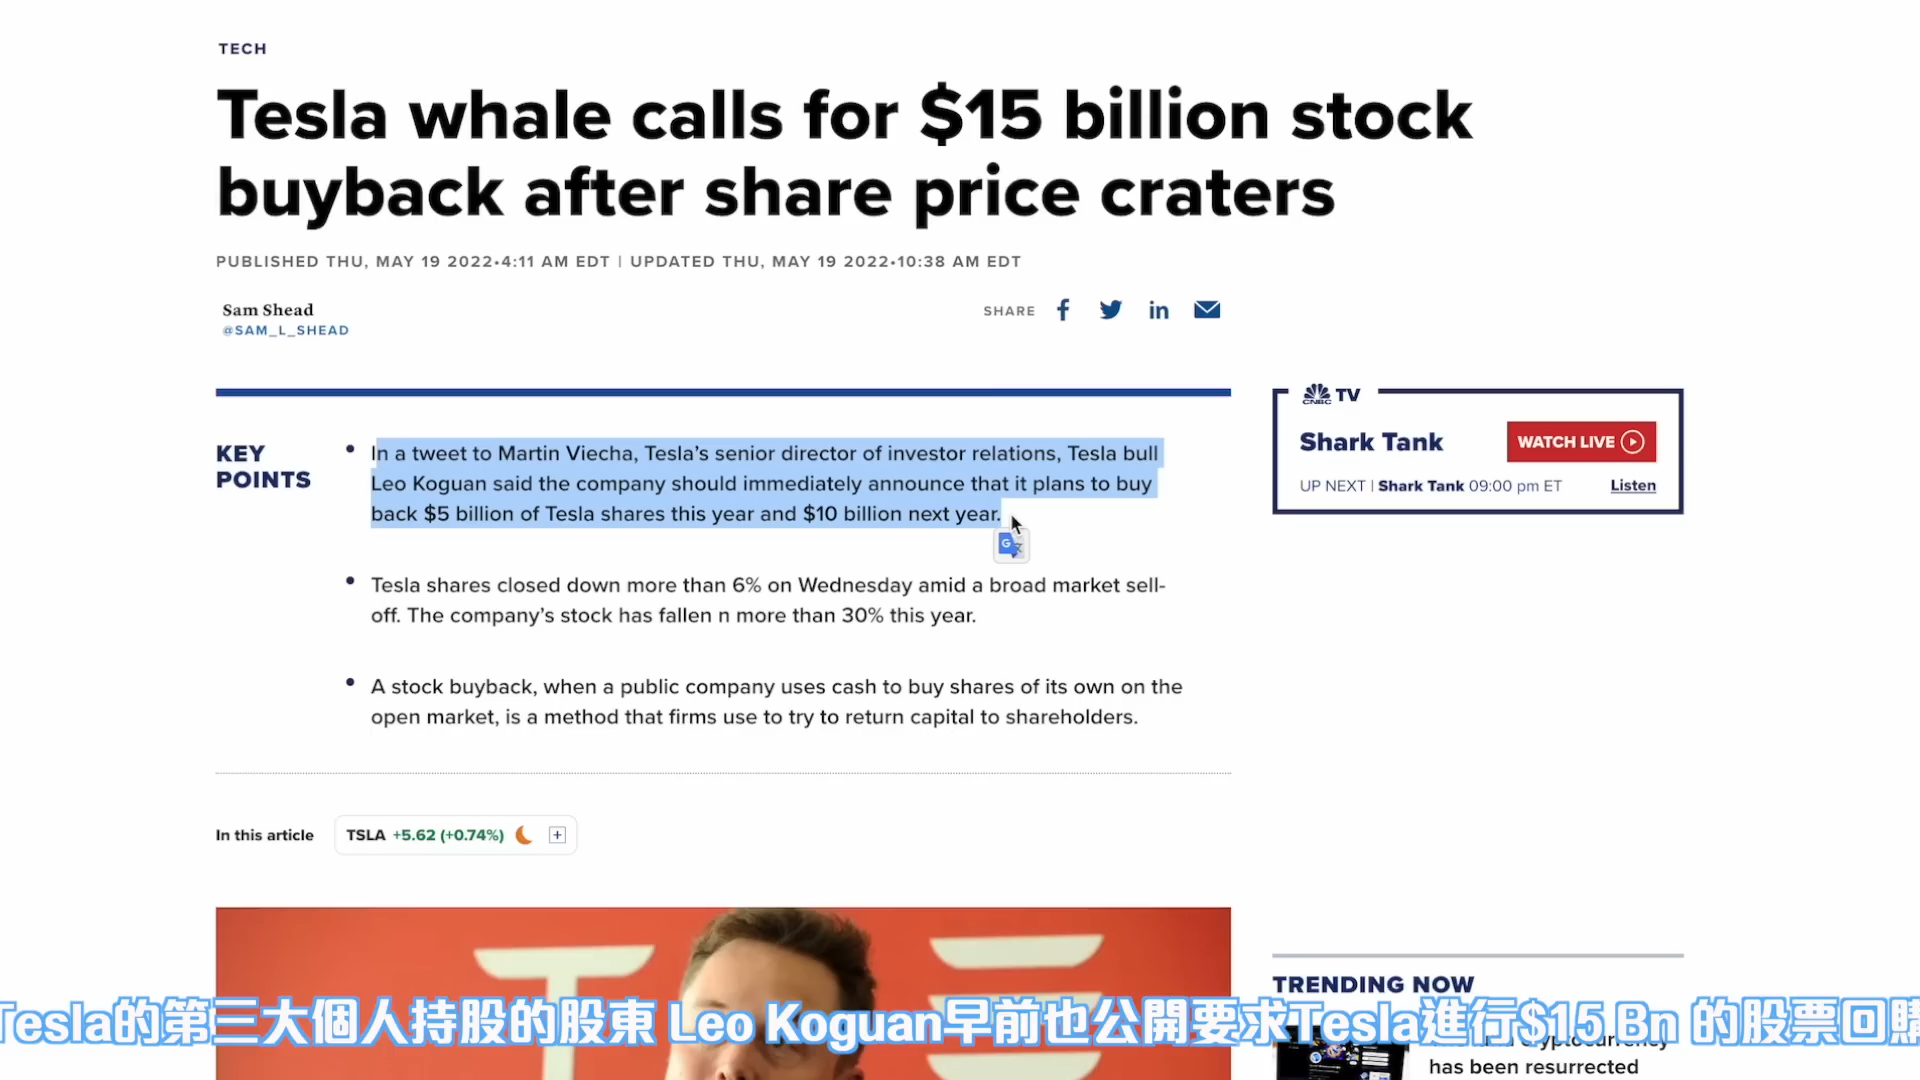 TECH
Tesla whale calls for $15 billion stock
buyback after share price craters
PUBLISHED THU, MAY 19 2022•4:11 AM EDT | UPDATED THU, MAY 19 2022•10:38 AM EDT
Sam Shead
@SAM_L_SHEAD
SHARE
KEY
POINTS
In a tweet to Martin Viecha, Tesla’s senior director of investor relations, Tesla bull
Leo Koguan said the company should immediately announce that it plans to buy
back $5 billion of Tesla shares this year and $10 billion next year.
Tesla shares closed down more than 6% on Wednesday amid a broad market sell-
off. The company’s stock has fallen n more than 30% this year.
A stock buyback, when a public company uses cash to buy shares of its own on the
open market, is a method that firms use to try to return capital to shareholders.
CNBC TV
Shark Tank
WATCH LIVE
UP NEXT | Shark Tank 09:00 pm ET
Listen
In this article
TSLA +5.62 (+0.74%)
TRENDING NOW
Tesla的第三大個人持股的股東 Leo Koguan早前也公開要求Tesla進行$15 Bn 的股票回購
cryptocurrency
has been resurrected